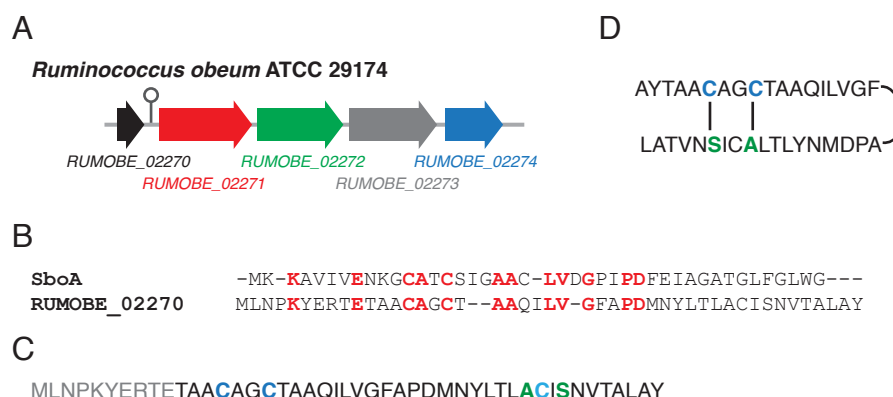 A
Ruminococcus obeum ATCC 29174
RUMOBE_02270
RUMOBE_02271
RUMOBE_02272
RUMOBE_02273
RUMOBE_02274
D
AYTAACAGCTAAQILVGF
LATVNSICALTLYNMDPA
B
SboA -MK-KAVIVENKGCATCSIGAAC-LVDGPIPDFEIAGATGLFGLWG---
RUMOBE_02270 MLNPKYERTETAACAGCT--AAQILV-GFAPDMNYLTLACISNVTALAY
C
MLNPKYERTETAACAGCTAAQILVGFAPDMNYLTLACISNVTALAY